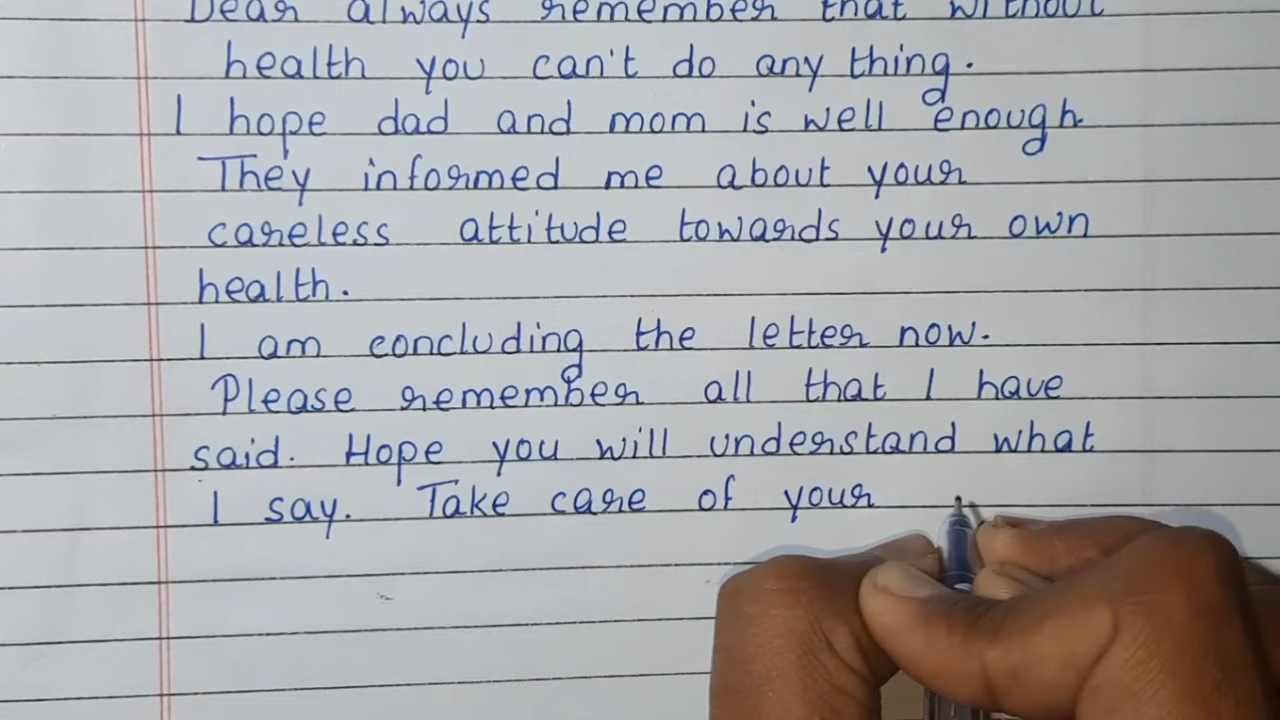 Dear always remember that without
health you can't do any thing.
I hope dad and mom is well enough
They informed me about your
careless attitude towards your own
health.
I am concluding the letter now.
Please remember all that I have
said. Hope you will understand what
I say. Take care of your